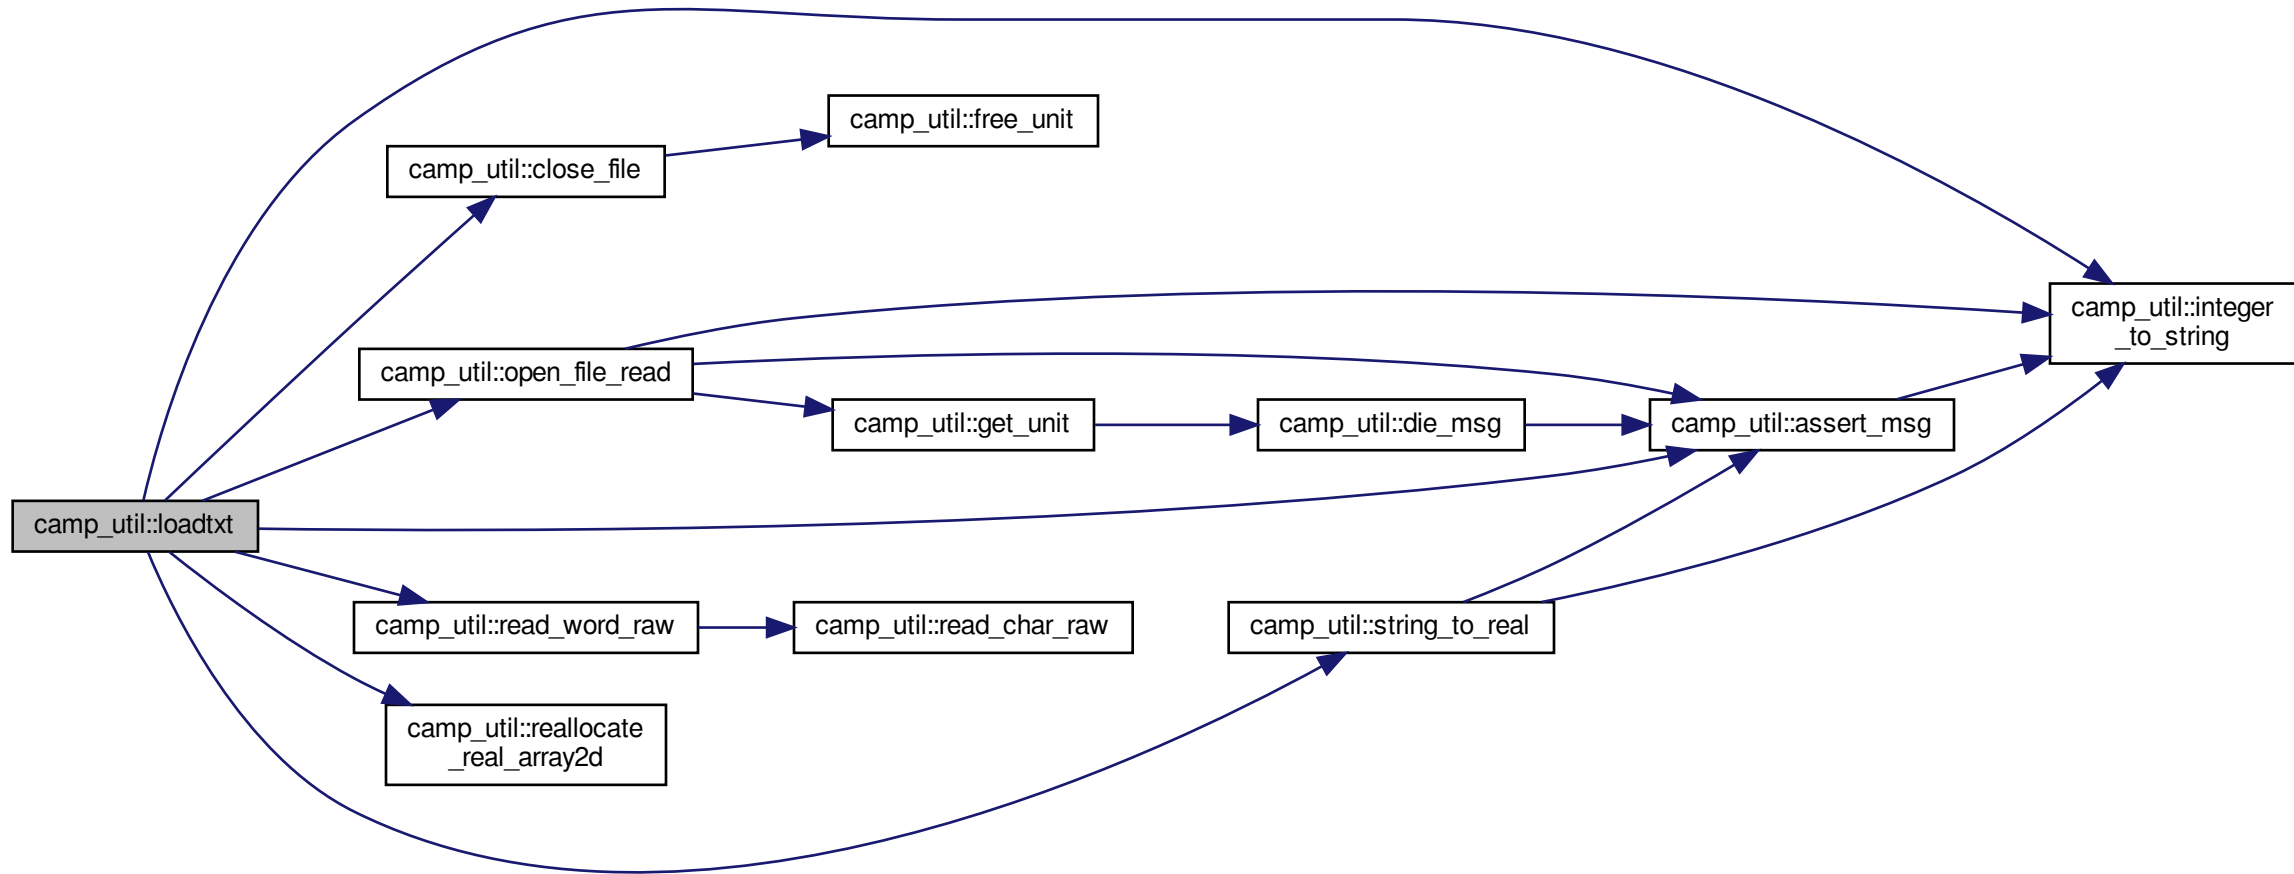 camp_util::free_unit
camp_util::close_file
camp_util::integer
_to_string
camp_util::open_file_read
camp_util::get_unit
camp_util::die_msg
camp_util::assert_msg
camp_util::loadtxt
camp_util::read_word_raw
camp_util::read_char_raw
camp_util::string_to_real
camp_util::reallocate
_real_array2d